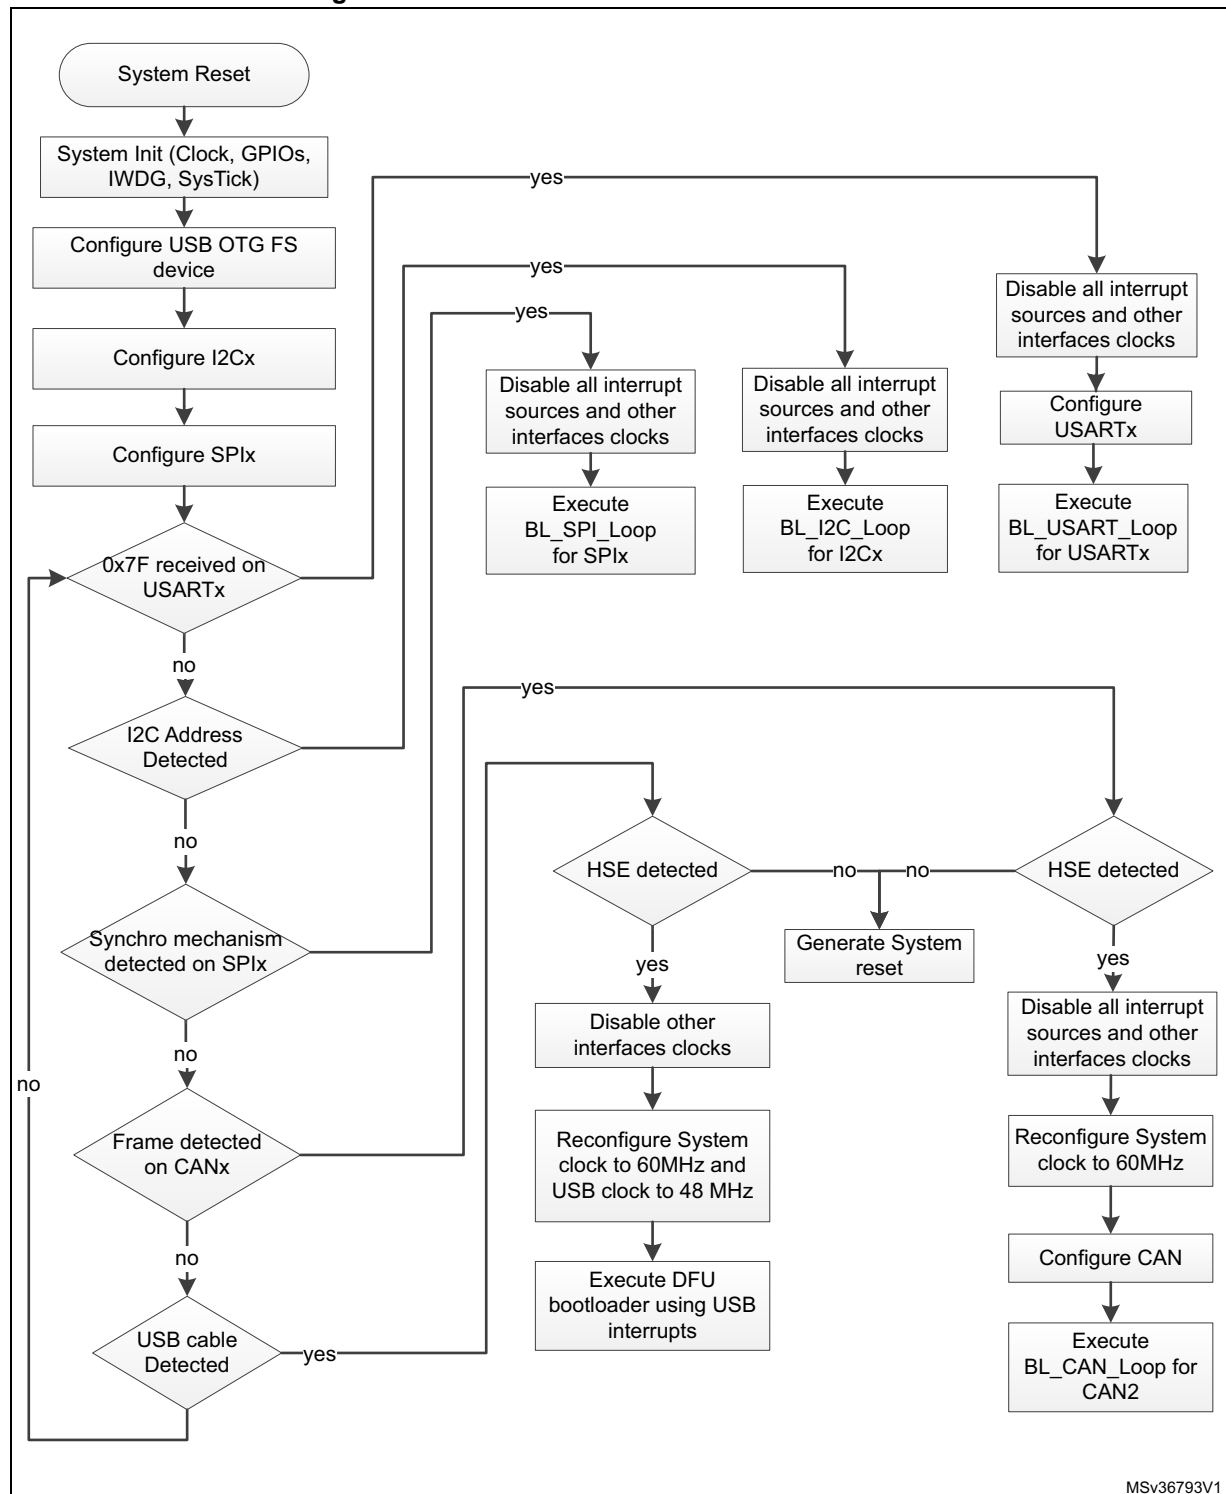 System Reset
System Init (Clock, GPIOs,
IWDG, SysTick)
Configure USB OTG FS
device
Configure I2Cx
Configure SPIx
0x7F received on
USARTx
yes
Disable all interrupt
sources and other
interfaces clocks
Configure
USARTx
Execute
BL_USART_Loop
for USARTx
no
I2C Address
Detected
yes
Disable all interrupt
sources and other
interfaces clocks
Execute
BL_I2C_Loop
for I2Cx
no
Synchro mechanism
detected on SPIx
yes
Disable all interrupt
sources and other
interfaces clocks
Execute
BL_SPI_Loop
for SPIx
no
Frame detected
on CANx
yes
HSE detected
no
yes
Disable all interrupt
sources and other
interfaces clocks
Reconfigure System
clock to 60MHz
Configure CAN
Execute
BL_CAN_Loop for
CAN2
no
USB cable
Detected
yes
HSE detected
no
Generate System
reset
yes
Disable other
interfaces clocks
Reconfigure System
clock to 60MHz and
USB clock to 48 MHz
Execute DFU
bootloader using USB
interrupts
no
MSv36793V1